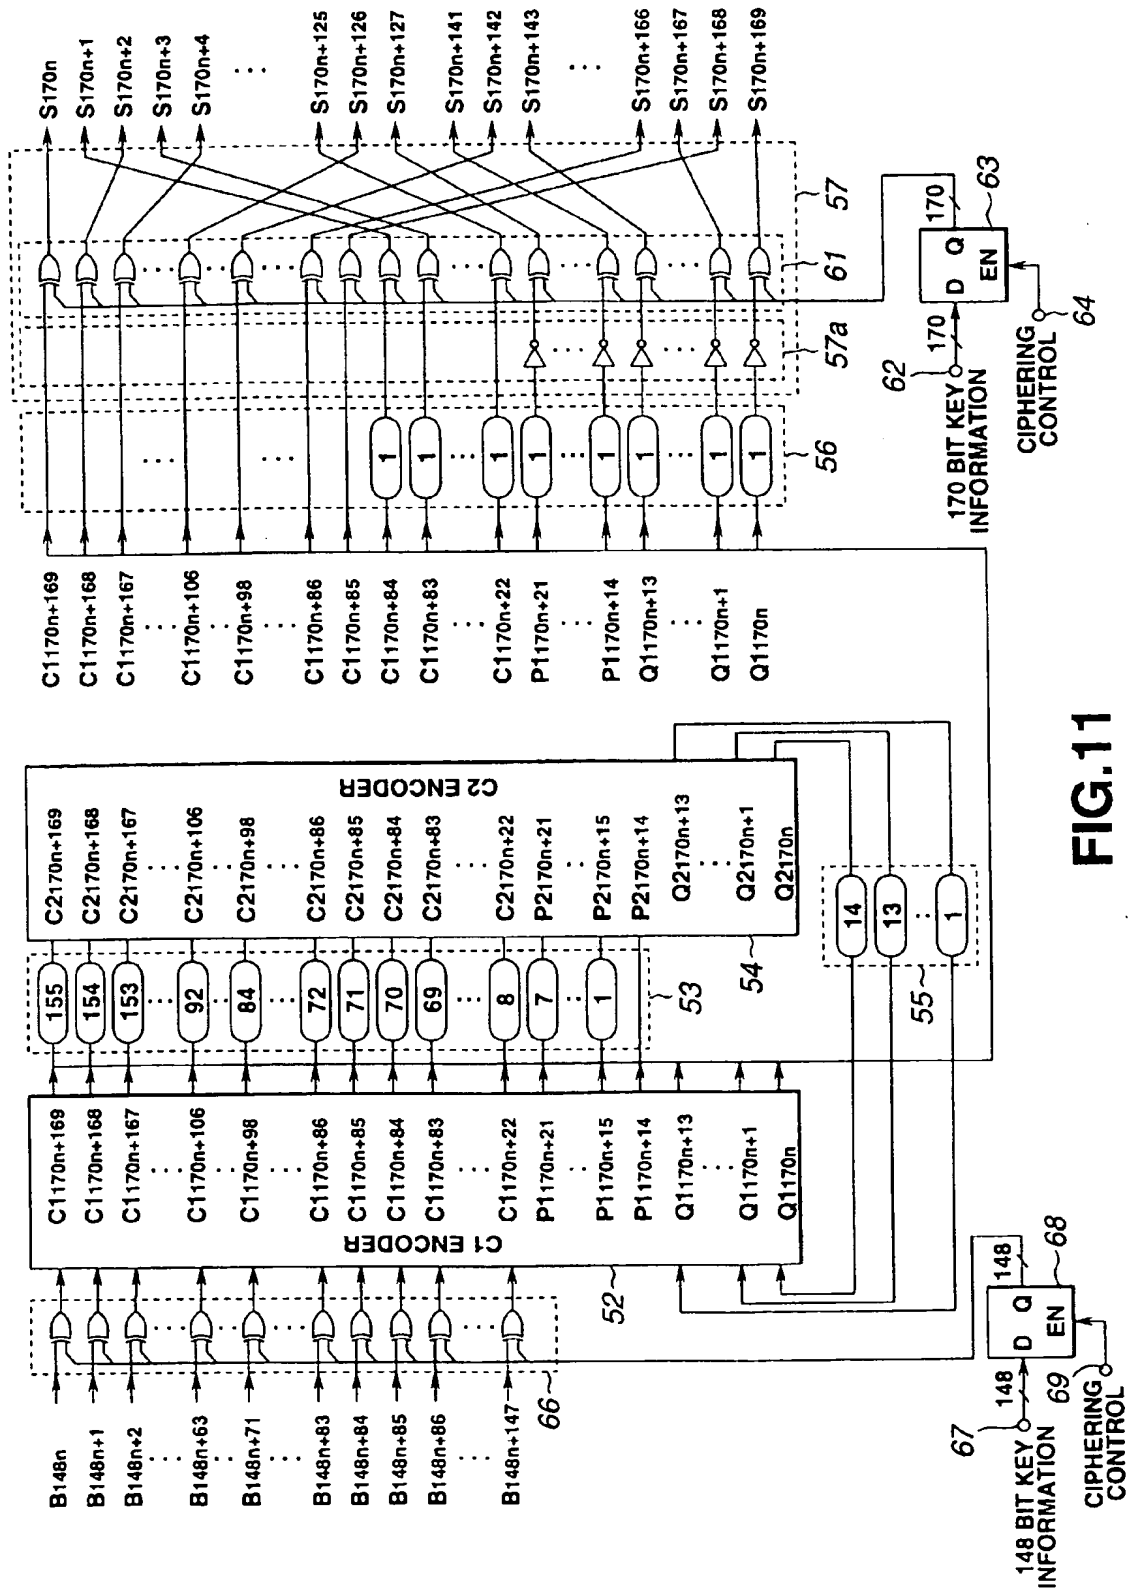 B148n
B148n+1
B148n+2
B148n+63
B148n+71
B148n+83
B148n+84
B148n+85
B148n+86
B148n+147
66
67
148 BIT KEY
INFORMATION
148
D Q
EN
148
68
69
CIPHERING
CONTROL
C1 ENCODER
52
C1170n+169
C1170n+168
C1170n+167
C1170n+106
C1170n+98
C1170n+86
C1170n+85
C1170n+84
C1170n+83
C1170n+22
P1170n+21
P1170n+15
P1170n+14
Q1170n+13
Q1170n+1
Q1170n
155
154
153
92
84
72
71
70
69
8
7
1
53
C2170n+169
C2170n+168
C2170n+167
C2170n+106
C2170n+98
C2170n+86
C2170n+85
C2170n+84
C2170n+83
C2170n+22
P2170n+21
P2170n+15
P2170n+14
Q2170n+13
Q2170n+1
Q2170n
C2 ENCODER
54
14
13
1
55
C1170n+169
C1170n+168
C1170n+167
C1170n+106
C1170n+98
C1170n+86
C1170n+85
C1170n+84
C1170n+83
C1170n+22
P1170n+21
P1170n+14
Q1170n+13
Q1170n+1
Q1170n
1
1
1
1
1
1
1
1
56
57a
61
57
S170n
S170n+1
S170n+2
S170n+3
S170n+4
S170n+125
S170n+126
S170n+127
S170n+141
S170n+142
S170n+143
S170n+166
S170n+167
S170n+168
S170n+169
62
170 BIT KEY
INFORMATION
170
D Q
EN
170
63
64
CIPHERING
CONTROL
FIG.11